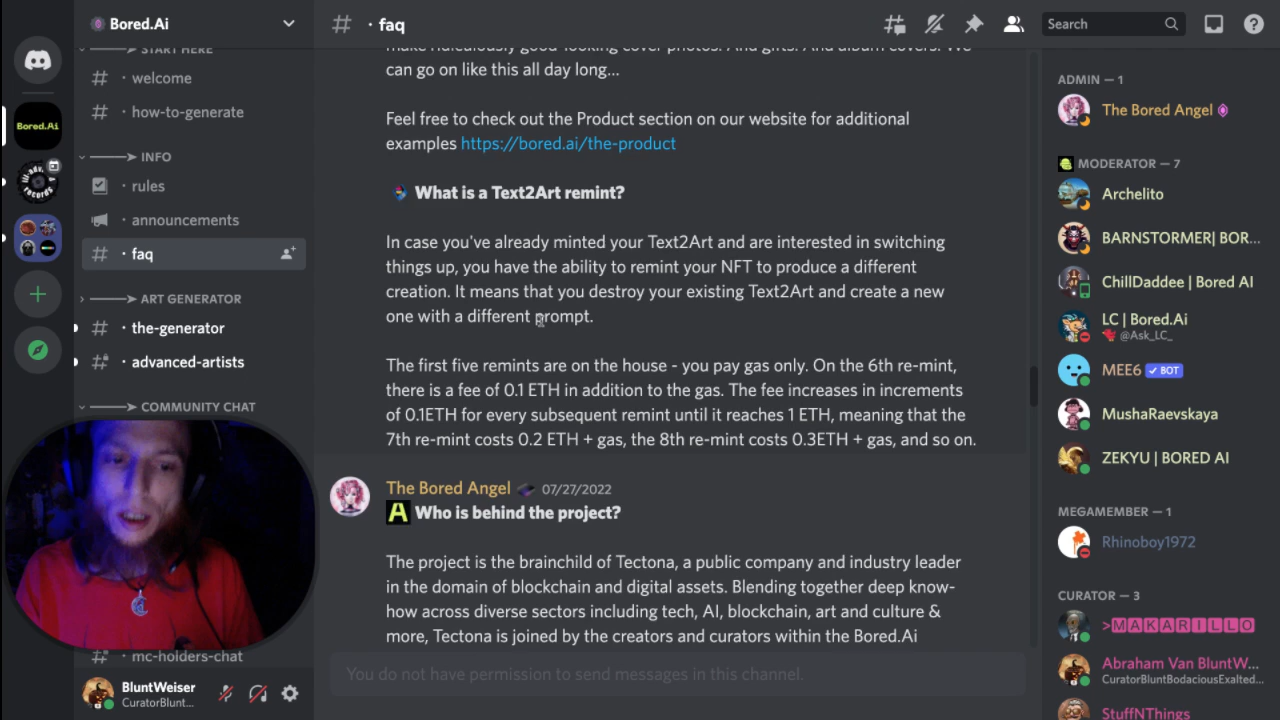 Bored.Ai
# · faq
Search
START HERE
# · welcome
# · how-to-generate
INFO
· rules
· announcements
# · faq
ART GENERATOR
# · the-generator
# · advanced-artists
COMMUNITY CHAT
# · mc-holders-chat
BluntWeiser
CuratorBlunt...
Bored.Ai
make ridiculously good-looking cover photos. And gifts. And album covers. We
can go on like this all day long...
Feel free to check out the Product section on our website for additional
examples https://bored.ai/the-product
What is a Text2Art remint?
In case you've already minted your Text2Art and are interested in switching
things up, you have the ability to remint your NFT to produce a different
creation. It means that you destroy your existing Text2Art and create a new
one with a different prompt.
The first five remints are on the house - you pay gas only. On the 6th re-mint,
there is a fee of 0.1 ETH in addition to the gas. The fee increases in increments
of 0.1ETH for every subsequent remint until it reaches 1 ETH, meaning that the
7th re-mint costs 0.2 ETH + gas, the 8th re-mint costs 0.3ETH + gas, and so on.
The Bored Angel 07/27/2022
A Who is behind the project?
The project is the brainchild of Tectona, a public company and industry leader
in the domain of blockchain and digital assets. Blending together deep know-
how across diverse sectors including tech, AI, blockchain, art and culture &
more, Tectona is joined by the creators and curators within the Bored.Ai
You do not have permission to send messages in this channel.
ADMIN — 1
The Bored Angel
MODERATOR — 7
Archelito
BARNSTORMER| BOR...
ChillDaddee | Bored AI
LC | Bored.Ai
@Ask_LC_
MEE6 ✓ BOT
MushaRaevskaya
ZEKYU | BORED AI
MEGAMEMBER — 1
Rhinoboy1972
CURATOR — 3
>MAKARILLO
Abraham Van BluntW...
CuratorBluntBodaciousExalted...
StuffNThings